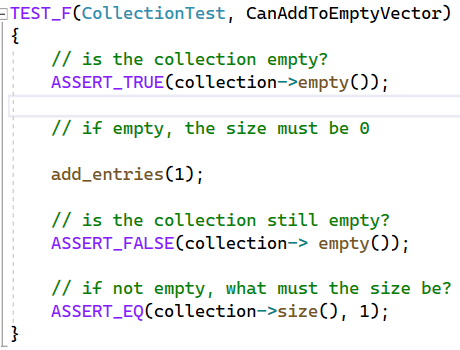 TEST_F(CollectionTest, CanAddToEmptyVector)
{
// is the collection empty?
ASSERT_TRUE(collection->empty());
// if empty, the size must be 0
add_entries(1);
// is the collection still empty?
ASSERT_FALSE(collection-> empty());
// if not empty, what must the size be?
ASSERT_EQ(collection->size(), 1);
}